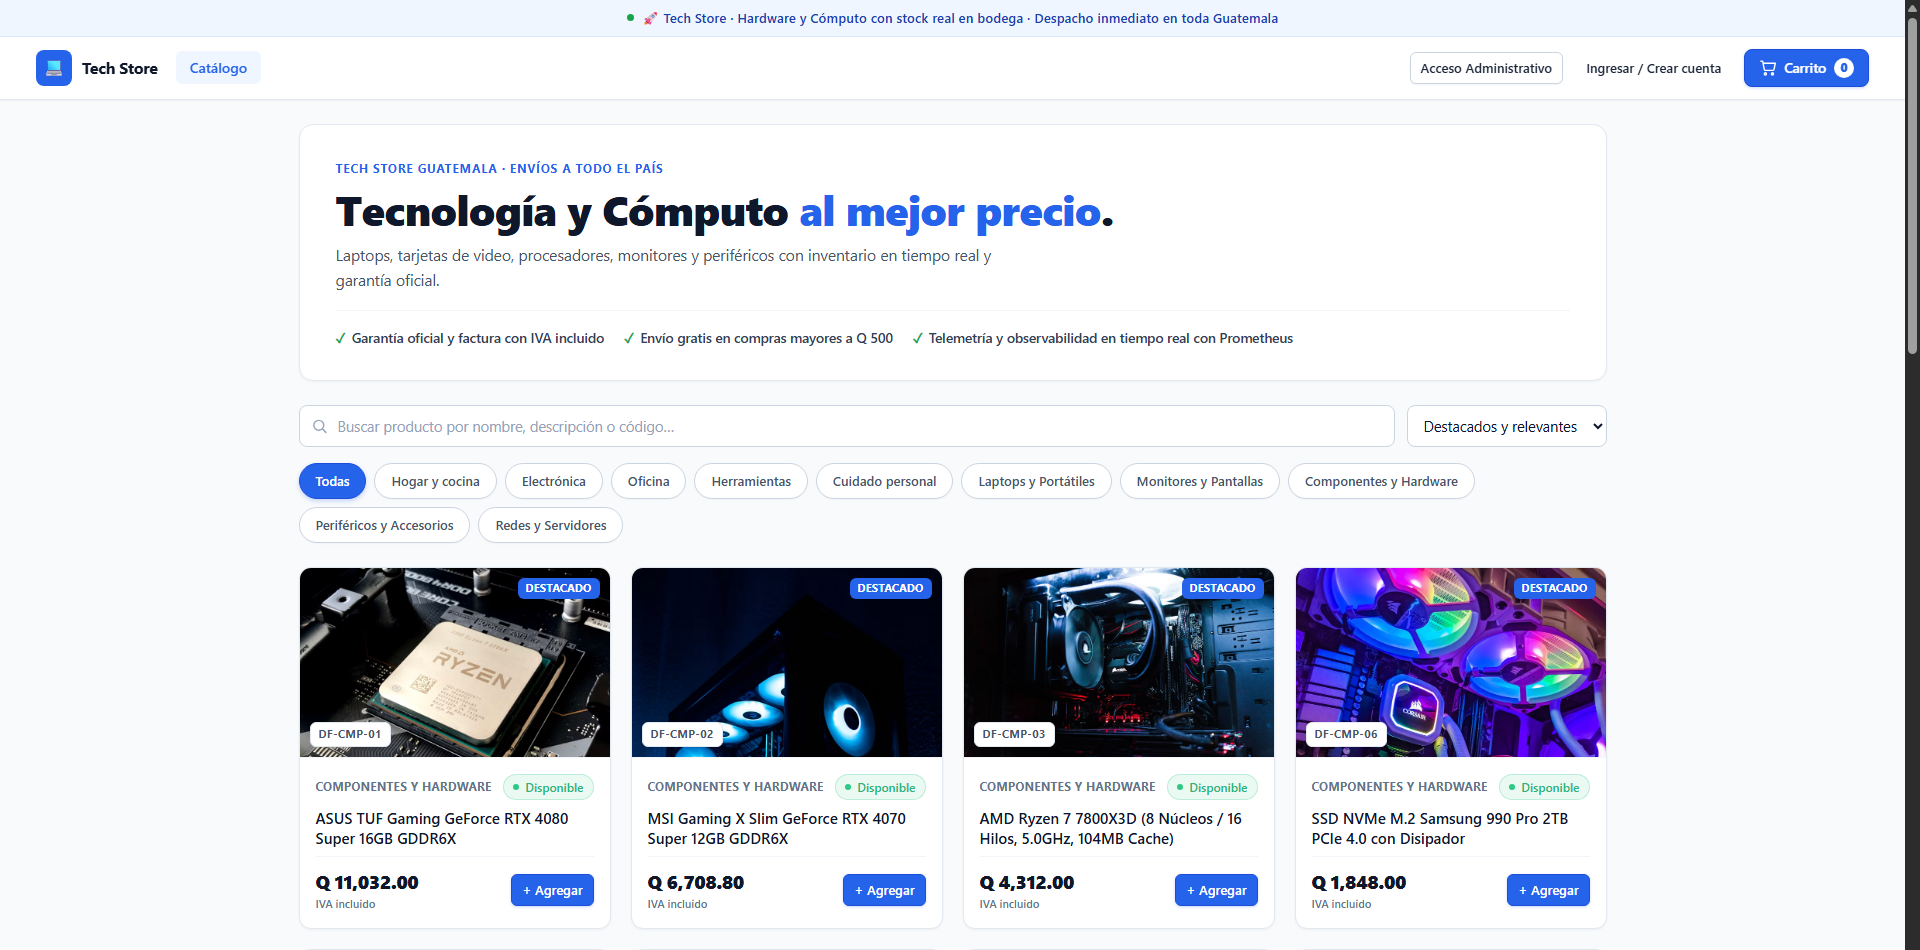 🚀 Tech Store · Hardware y Cómputo con stock real en bodega · Despacho inmediato en toda Guatemala
Tech Store
Catálogo
Acceso Administrativo
Ingresar / Crear cuenta
Carrito 0
TECH STORE GUATEMALA · ENVÍOS A TODO EL PAÍS
Tecnología y Cómputo al mejor precio.
Laptops, tarjetas de video, procesadores, monitores y periféricos con inventario en tiempo real y
garantía oficial.
✓ Garantía oficial y factura con IVA incluido
✓ Envío gratis en compras mayores a Q 500
✓ Telemetría y observabilidad en tiempo real con Prometheus
Buscar producto por nombre, descripción o código...
Destacados y relevantes
Todas
Hogar y cocina
Electrónica
Oficina
Herramientas
Cuidado personal
Laptops y Portátiles
Monitores y Pantallas
Componentes y Hardware
Periféricos y Accesorios
Redes y Servidores
DESTACADO
RYZEN
DF-CMP-01
COMPONENTES Y HARDWARE
Disponible
ASUS TUF Gaming GeForce RTX 4080
Super 16GB GDDR6X
Q 11,032.00
IVA incluido
+ Agregar
DESTACADO
DF-CMP-02
COMPONENTES Y HARDWARE
Disponible
MSI Gaming X Slim GeForce RTX 4070
Super 12GB GDDR6X
Q 6,708.80
IVA incluido
+ Agregar
DESTACADO
DF-CMP-03
COMPONENTES Y HARDWARE
Disponible
AMD Ryzen 7 7800X3D (8 Núcleos / 16
Hilos, 5.0GHz, 104MB Cache)
Q 4,312.00
IVA incluido
+ Agregar
DESTACADO
CORSAIR
DF-CMP-06
COMPONENTES Y HARDWARE
Disponible
SSD NVMe M.2 Samsung 990 Pro 2TB
PCIe 4.0 con Disipador
Q 1,848.00
IVA incluido
+ Agregar